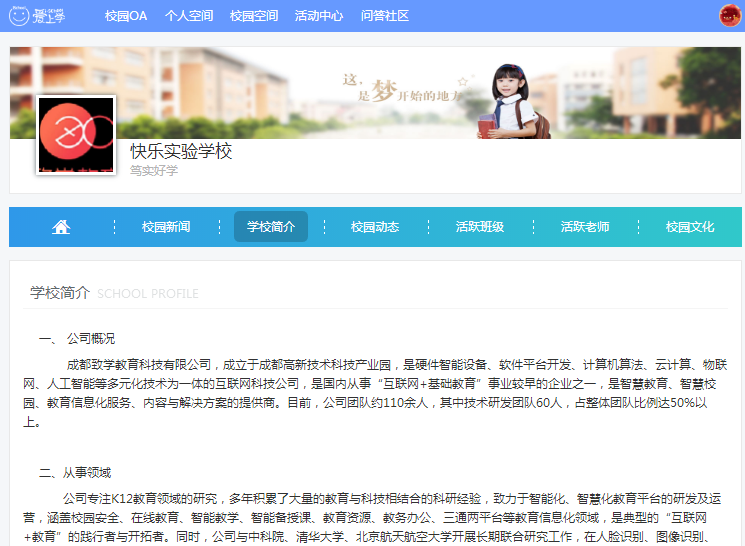 爱上学
校园OA 个人空间 校园空间 活动中心 问答社区
这，
是梦开始的地方
快乐实验学校
笃实好学
校园新闻 学校简介 校园动态 活跃班级 活跃老师 校园文化
学校简介 SCHOOL PROFILE
一、 公司概况
成都致学教育科技有限公司，成立于成都高新技术科技产业园，是硬件智能设备、软件平台开发、计算机算法、云计算、物联
网、人工智能等多元化技术为一体的互联网科技公司，是国内从事“互联网+基础教育”事业较早的企业之一，是智慧教育、智慧校
园、教育信息化服务、内容与解决方案的提供商。目前，公司团队约110余人，其中技术研发团队60人，占整体团队比例达50%以
上。
二、从事领域
公司专注K12教育领域的研究，多年积累了大量的教育与科技相结合的科研经验，致力于智能化、智慧化教育平台的研发及运
营，涵盖校园安全、在线教育、智能教学、智能备授课、教育资源、教务办公、三通两平台等教育信息化领域，是典型的“互联网
+教育”的践行者与开拓者。同时，公司与中科院、清华大学、北京航天航空大学开展长期联合研究工作，在人脸识别、图像识别、